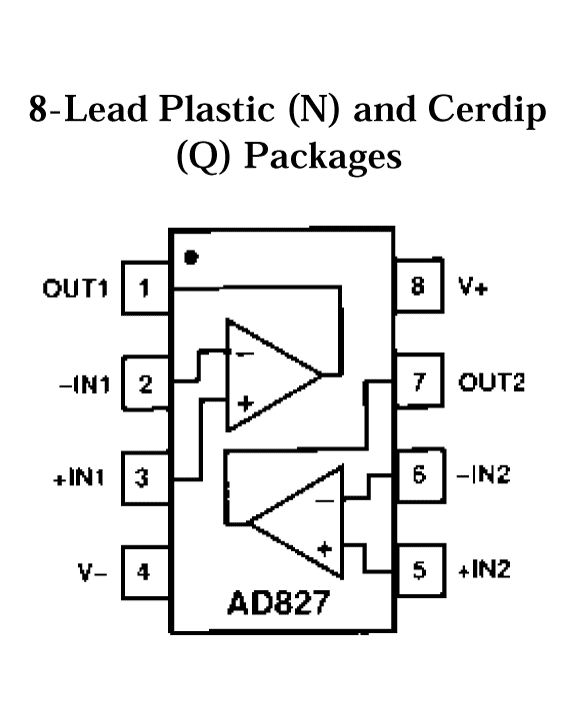 8-Lead Plastic (N) and Cerdip
(Q) Packages
OUT1 1 8 V+
−IN1 2 − 7 OUT2
+
+IN1 3 6 −IN2
−
+
V− 4 5 +IN2
AD827